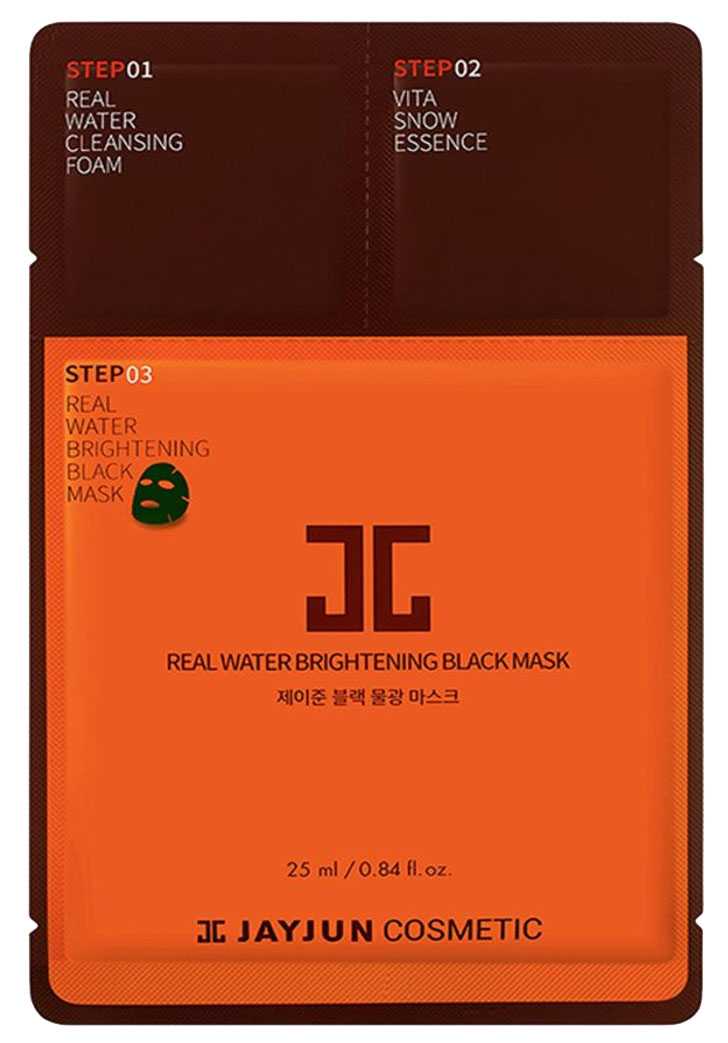 STEP01
REAL
WATER
CLEANSING
FOAM
STEP02
VITA
SNOW
ESSENCE
STEP03
REAL
WATER
BRIGHTENING
BLACK
MASK
REAL WATER BRIGHTENING BLACK MASK
제이준 블랙 물광 마스크
25 ml / 0.84 fl.oz.
JAYJUN COSMETIC